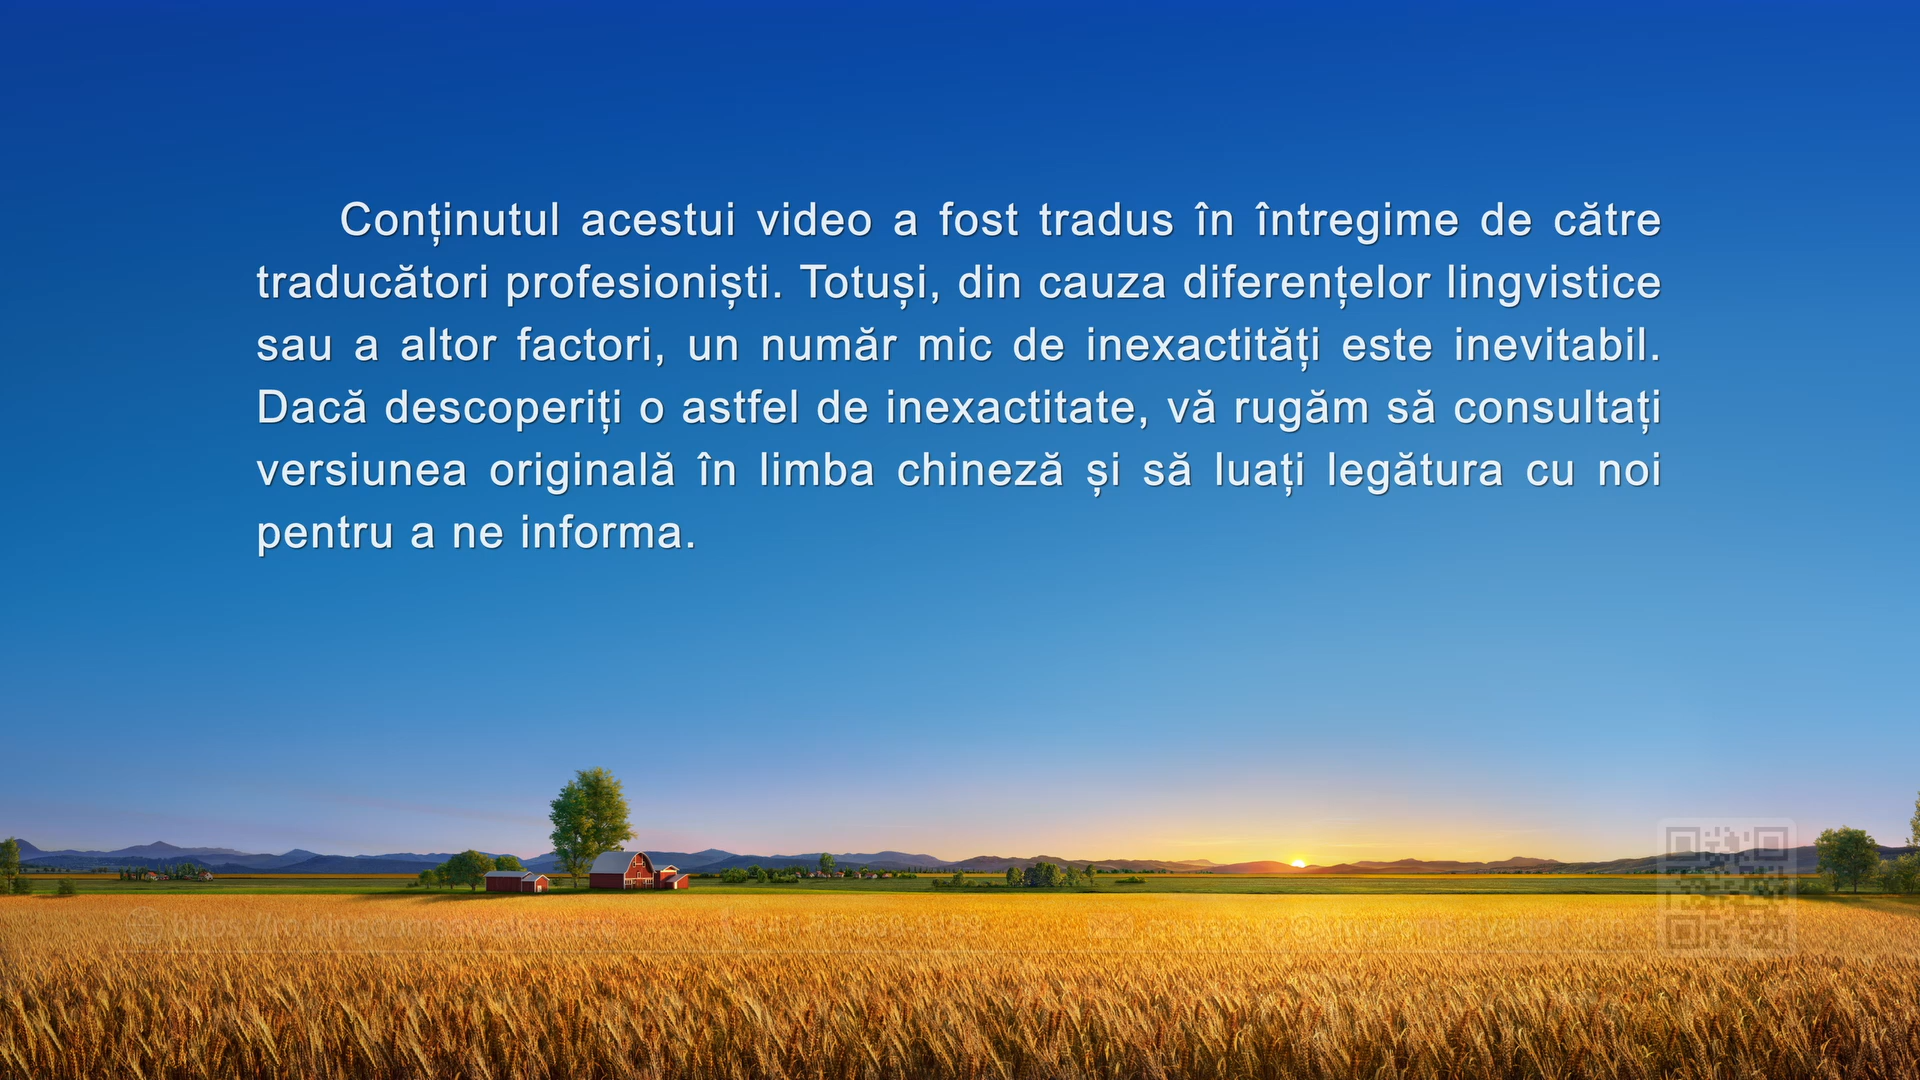 Conținutul acestui video a fost tradus în întregime de către
traducători profesioniști. Totuși, din cauza diferențelor lingvistice
sau a altor factori, un număr mic de inexactități este inevitabil.
Dacă descoperiți o astfel de inexactitate, vă rugăm să consultați
versiunea originală în limba chineză și să luați legătura cu noi
pentru a ne informa.